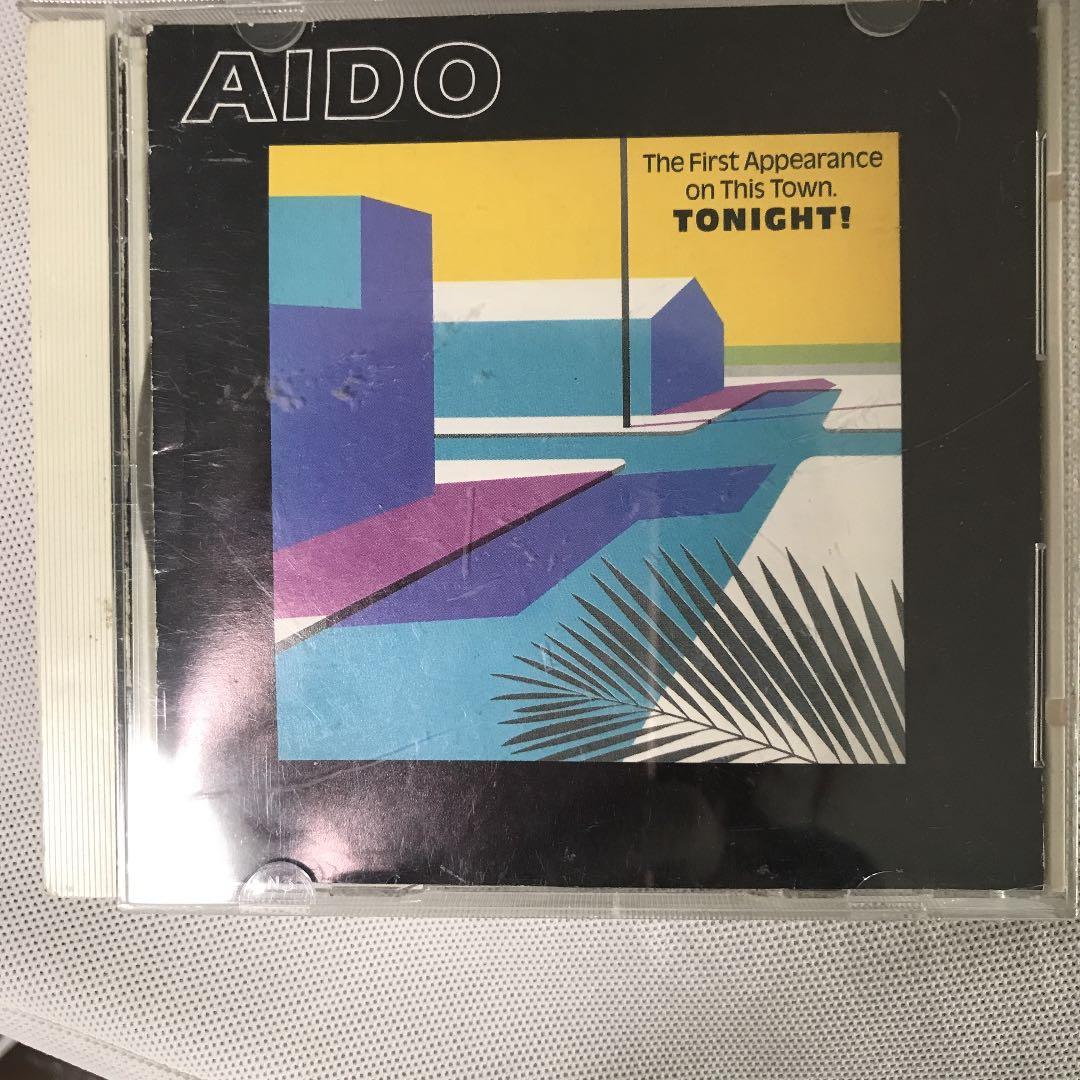 AIDO
The First Appearance
on This Town.
TONIGHT!